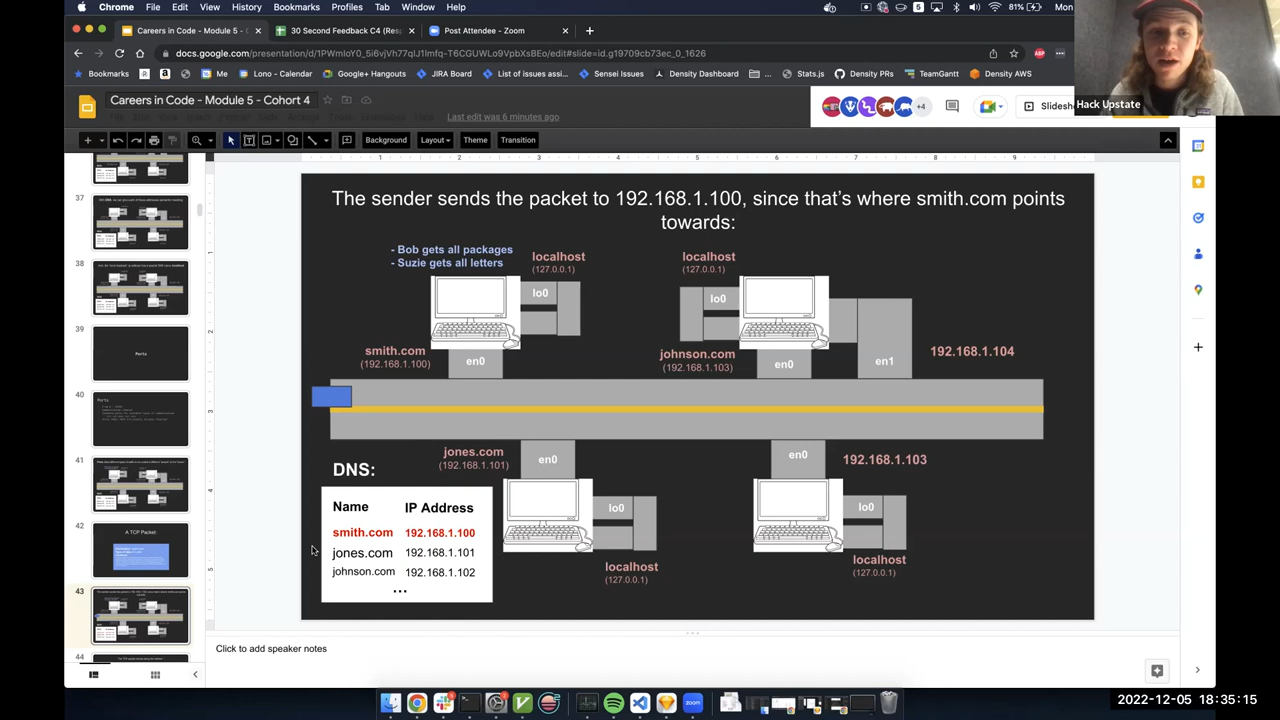 Chrome File Edit View History Bookmarks Profiles Tab Window Help
81% Mon
Careers in Code - Module 5 -
30 Second Feedback C4 (Res
Post Attendee - Zoom
docs.google.com/presentation/d/1PWmIoY0_5i6vjVh77qIJ1Imfq-T6CGUWLo9VpbXsBEo/edit#slide=id.g19709cb73ec_0_1626
Bookmarks
Me
Lono - Calendar
Google+ Hangouts
JIRA Board
List of issues assi...
Sensei Issues
Density Dashboard
Stats.js
Density PRs
TeamGantt
Density AWS
Hack Upstate
Careers in Code - Module 5 - Cohort 4
Last edit was 6 minutes ago
+4
Background Layout Theme Transition
37
38
39
Ports
40
Ports
41
42
A TCP Packet:
43
44
The sender sends the packet to 192.168.1.100, since that's where smith.com points
towards:
- Bob gets all packages
- Suzie gets all letters
localhost
(127.0.0.1)
lo0
smith.com
(192.168.1.100)
en0
localhost
(127.0.0.1)
lo0
johnson.com
(192.168.1.103)
en0
en1
192.168.1.104
jones.com
(192.168.1.101)
en0
lo0
localhost
(127.0.0.1)
en0
192.168.1.103
lo0
localhost
(127.0.0.1)
DNS:
Name IP Address
smith.com 192.168.1.100
jones.com 192.168.1.101
johnson.com 192.168.1.102
...
Click to add speaker notes
zoom
2022-12-05 18:35:15